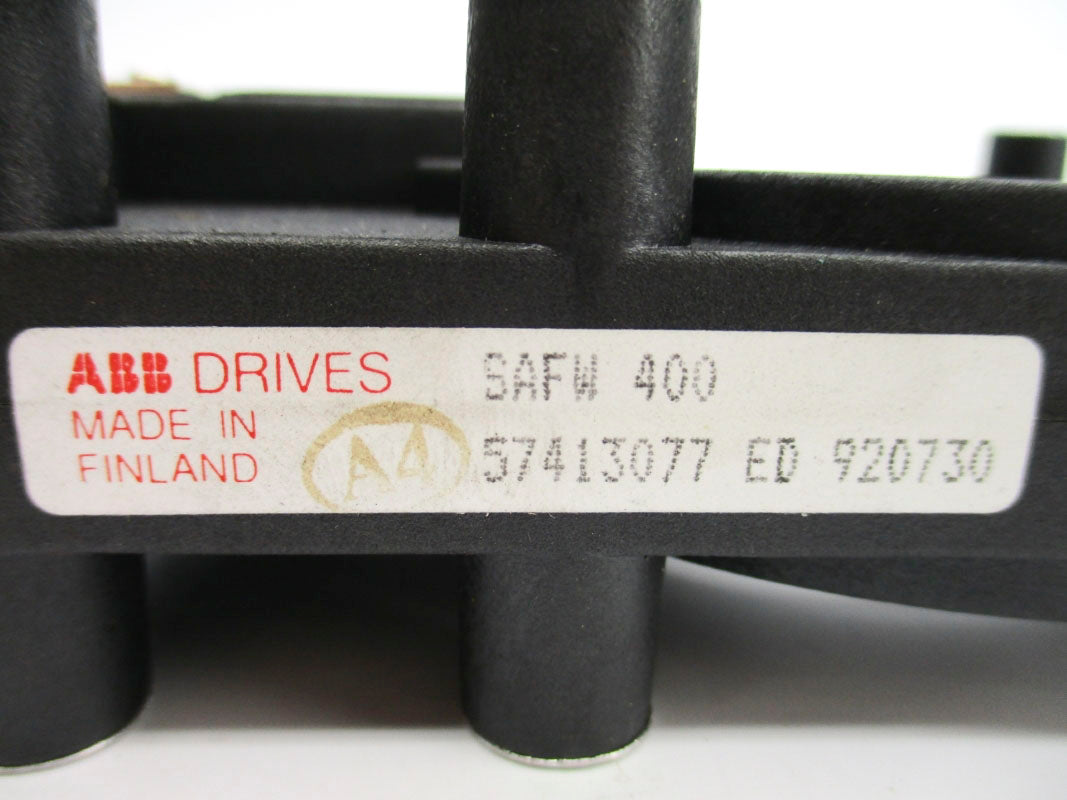 ABB DRIVES SAFW 400
MADE IN
FINLAND A4 57413077 ED 920730